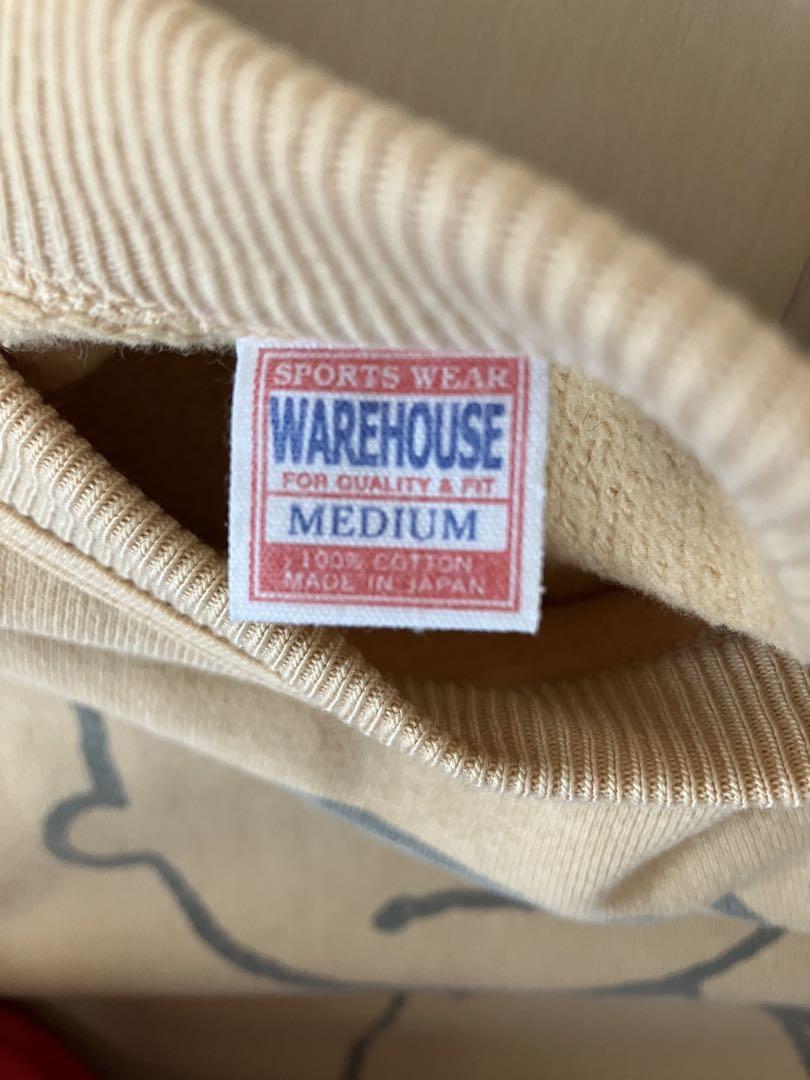 SPORTS WEAR
WAREHOUSE
FOR QUALITY & FIT
MEDIUM
100% COTTON
MADE IN JAPAN